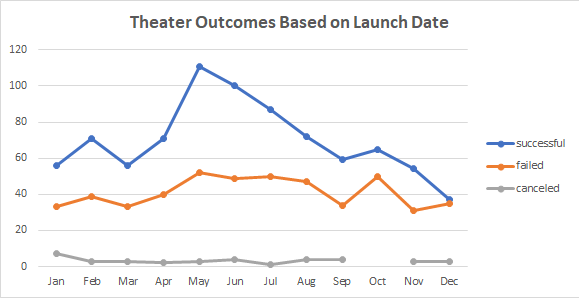 Theater Outcomes Based on Launch Date
120
100
80
60
40
20
0
Jan Feb Mar Apr May Jun Jul Aug Sep Oct Nov Dec
successful
failed
canceled